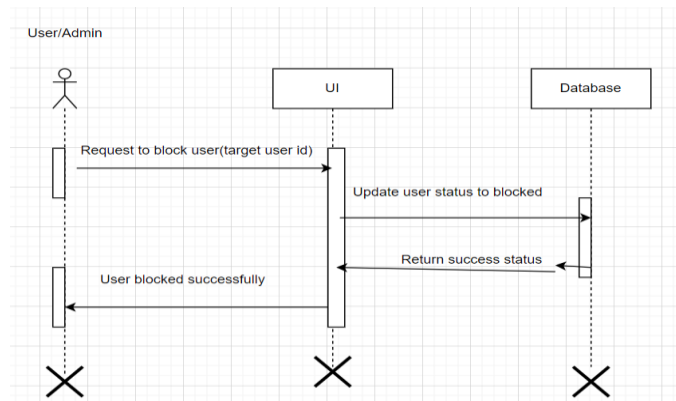 User/Admin
UI
Database
Request to block user(target user id)
Update user status to blocked
Return success status
User blocked successfully